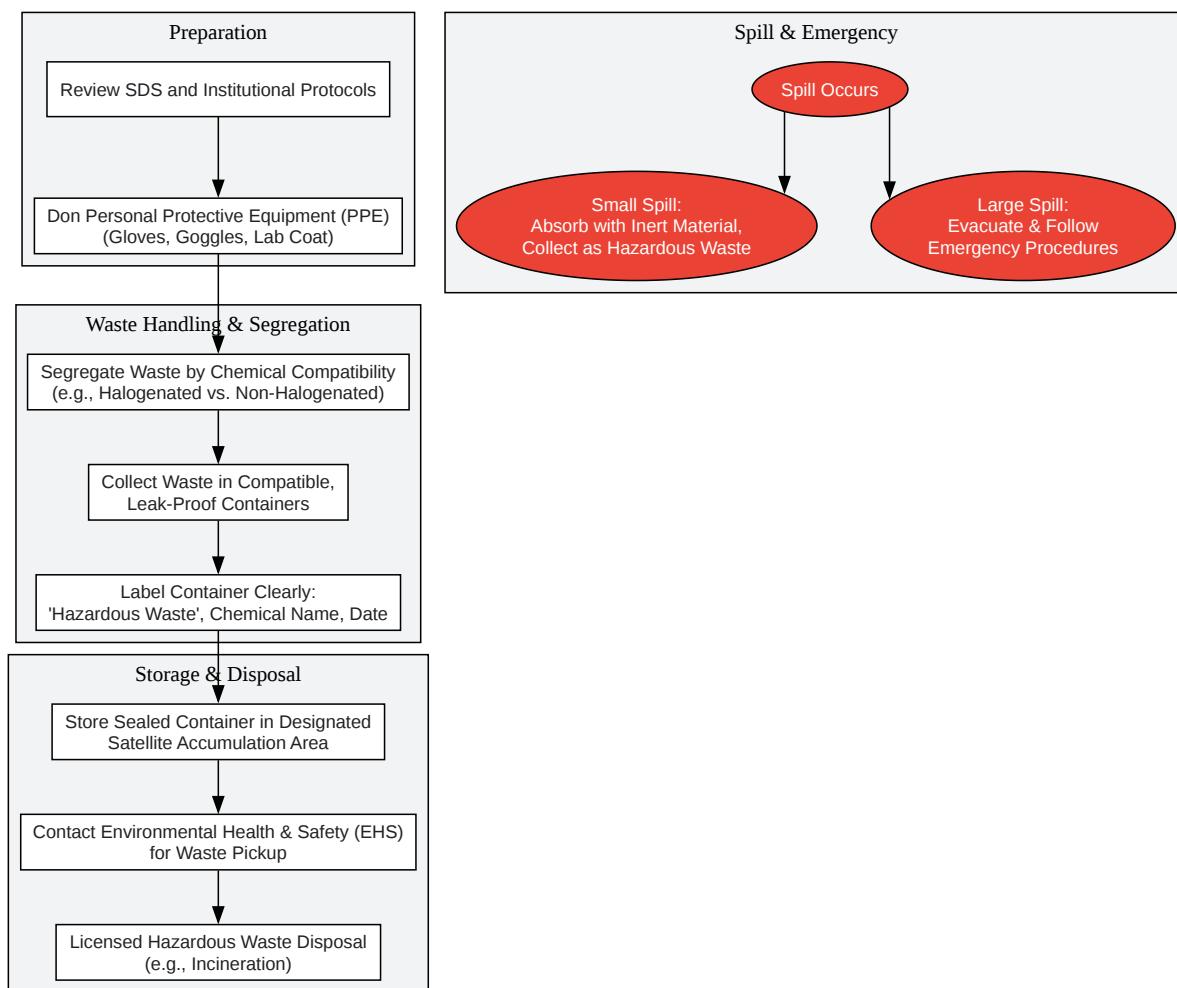 Preparation
Review SDS and Institutional Protocols
Don Personal Protective Equipment (PPE)
(Gloves, Goggles, Lab Coat)
Waste Handling & Segregation
Segregate Waste by Chemical Compatibility
(e.g., Halogenated vs. Non-Halogenated)
Collect Waste in Compatible,
Leak-Proof Containers
Label Container Clearly:
'Hazardous Waste', Chemical Name, Date
Storage & Disposal
Store Sealed Container in Designated
Satellite Accumulation Area
Contact Environmental Health & Safety (EHS)
for Waste Pickup
Licensed Hazardous Waste Disposal
(e.g., Incineration)
Spill & Emergency
Spill Occurs
Small Spill:
Absorb with Inert Material,
Collect as Hazardous Waste
Large Spill:
Evacuate & Follow
Emergency Procedures